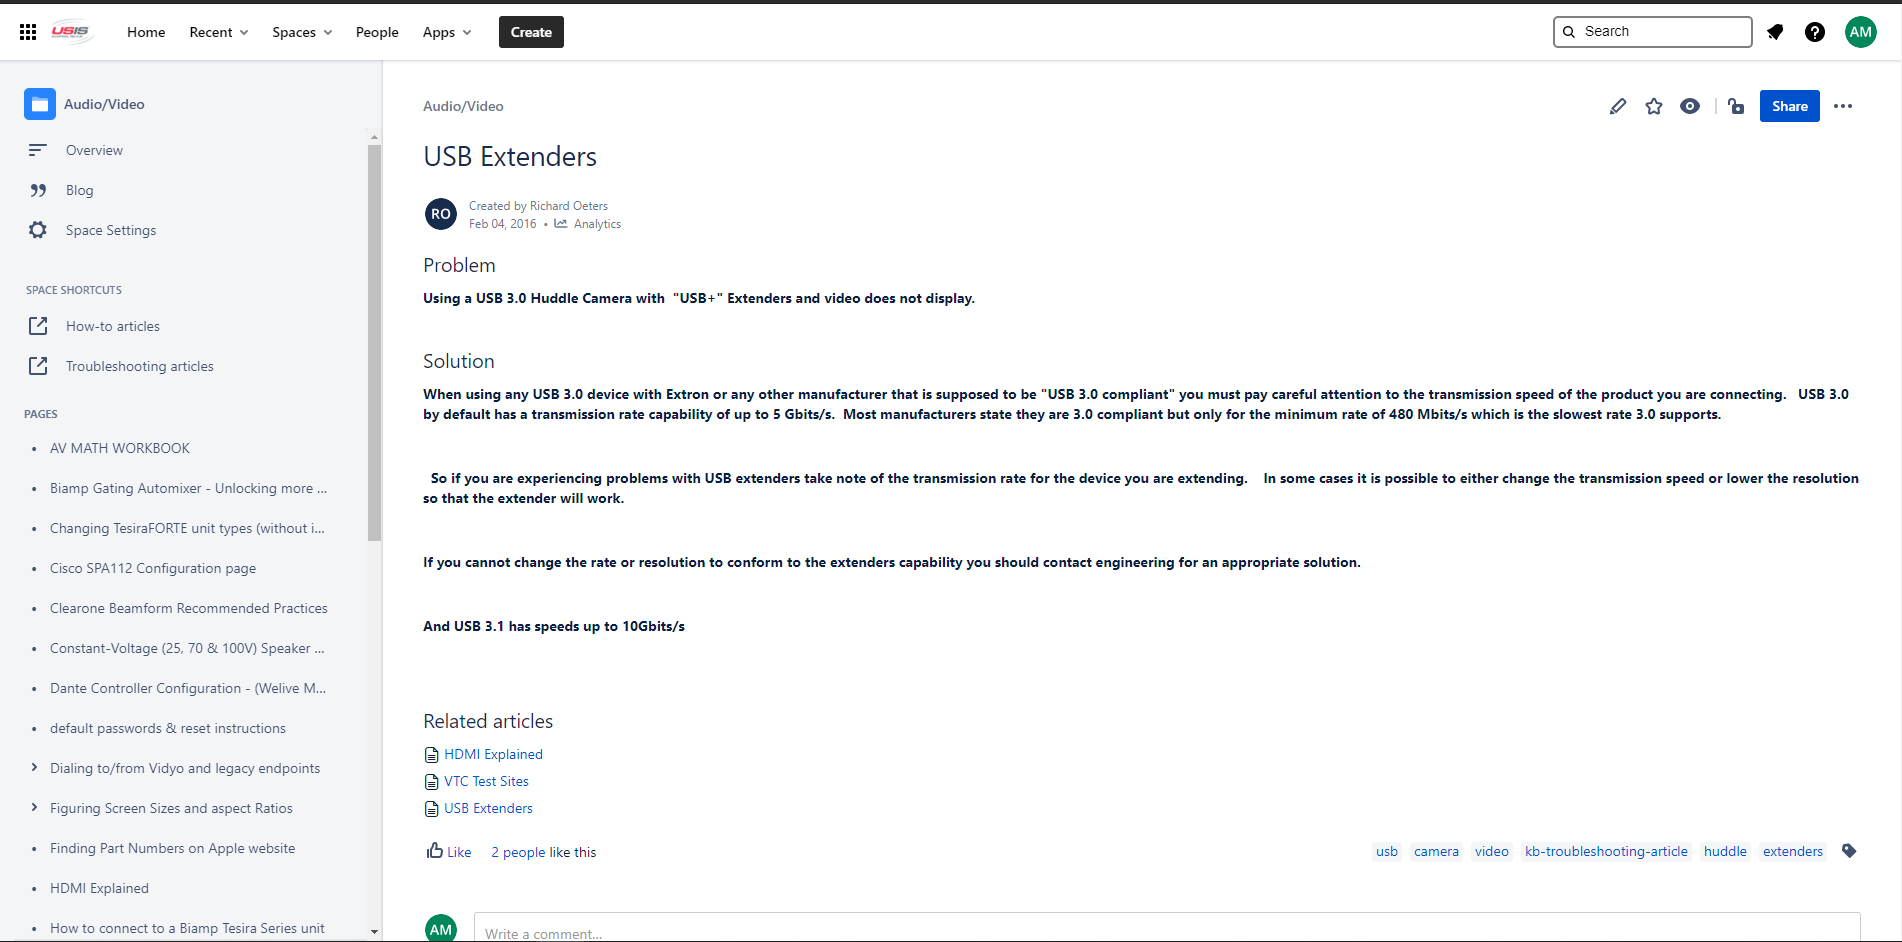 USIS
Home
Recent
Spaces
People
Apps
Create
Search
AM
Audio/Video
Overview
Blog
Space Settings
SPACE SHORTCUTS
How-to articles
Troubleshooting articles
PAGES
• AV MATH WORKBOOK
• Biamp Gating Automixer - Unlocking more ...
• Changing TesiraFORTE unit types (without i...
• Cisco SPA112 Configuration page
• Clearone Beamform Recommended Practices
• Constant-Voltage (25, 70 & 100V) Speaker ...
• Dante Controller Configuration - (Welive M...
• default passwords & reset instructions
Dialing to/from Vidyo and legacy endpoints
Figuring Screen Sizes and aspect Ratios
• Finding Part Numbers on Apple website
• HDMI Explained
• How to connect to a Biamp Tesira Series unit
Audio/Video
Share
USB Extenders
RO
Created by Richard Oeters
Feb 04, 2016 • Analytics
Problem
Using a USB 3.0 Huddle Camera with "USB+" Extenders and video does not display.
Solution
When using any USB 3.0 device with Extron or any other manufacturer that is supposed to be "USB 3.0 compliant" you must pay careful attention to the transmission speed of the product you are connecting. USB 3.0
by default has a transmission rate capability of up to 5 Gbits/s. Most manufacturers state they are 3.0 compliant but only for the minimum rate of 480 Mbits/s which is the slowest rate 3.0 supports.
So if you are experiencing problems with USB extenders take note of the transmission rate for the device you are extending. In some cases it is possible to either change the transmission speed or lower the resolution
so that the extender will work.
If you cannot change the rate or resolution to conform to the extenders capability you should contact engineering for an appropriate solution.
And USB 3.1 has speeds up to 10Gbits/s
Related articles
HDMI Explained
VTC Test Sites
USB Extenders
Like 2 people like this
usb camera video kb-troubleshooting-article huddle extenders
AM
Write a comment...